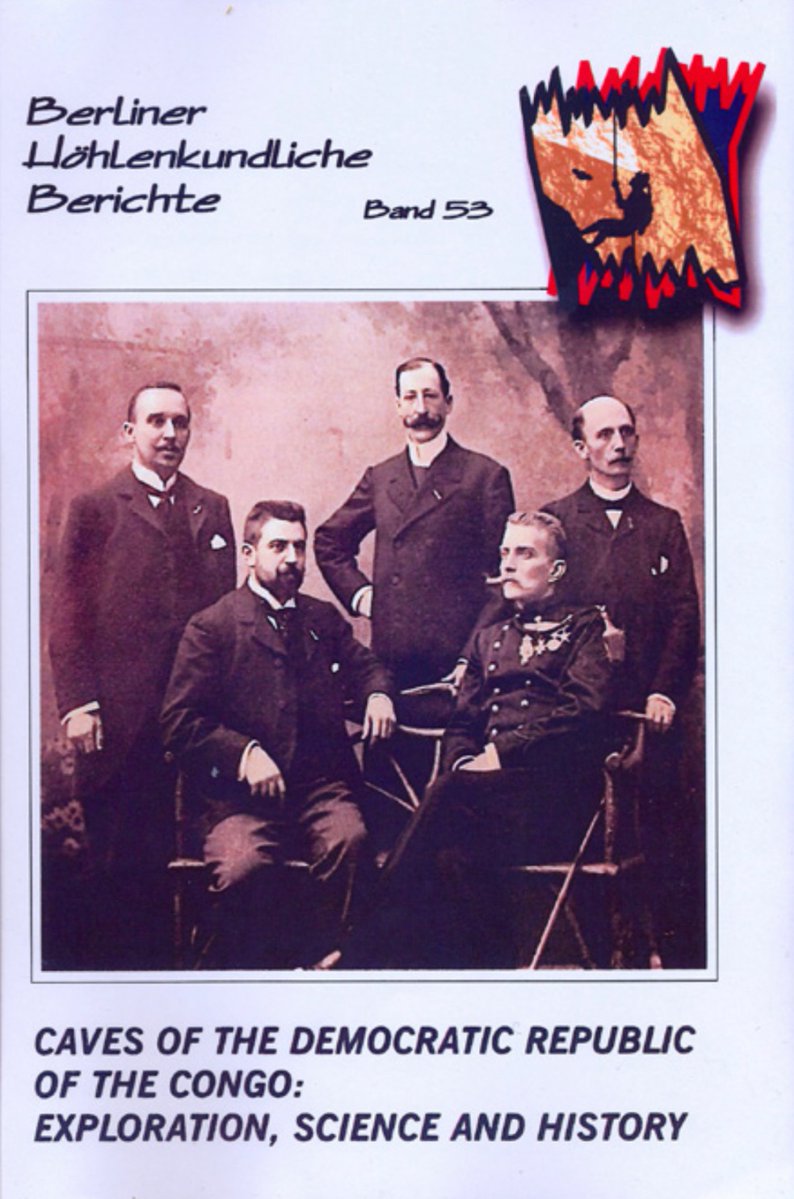 Berliner
Höhlenkundliche
Berichte
Band 53
CAVES OF THE DEMOCRATIC REPUBLIC
OF THE CONGO:
EXPLORATION, SCIENCE AND HISTORY